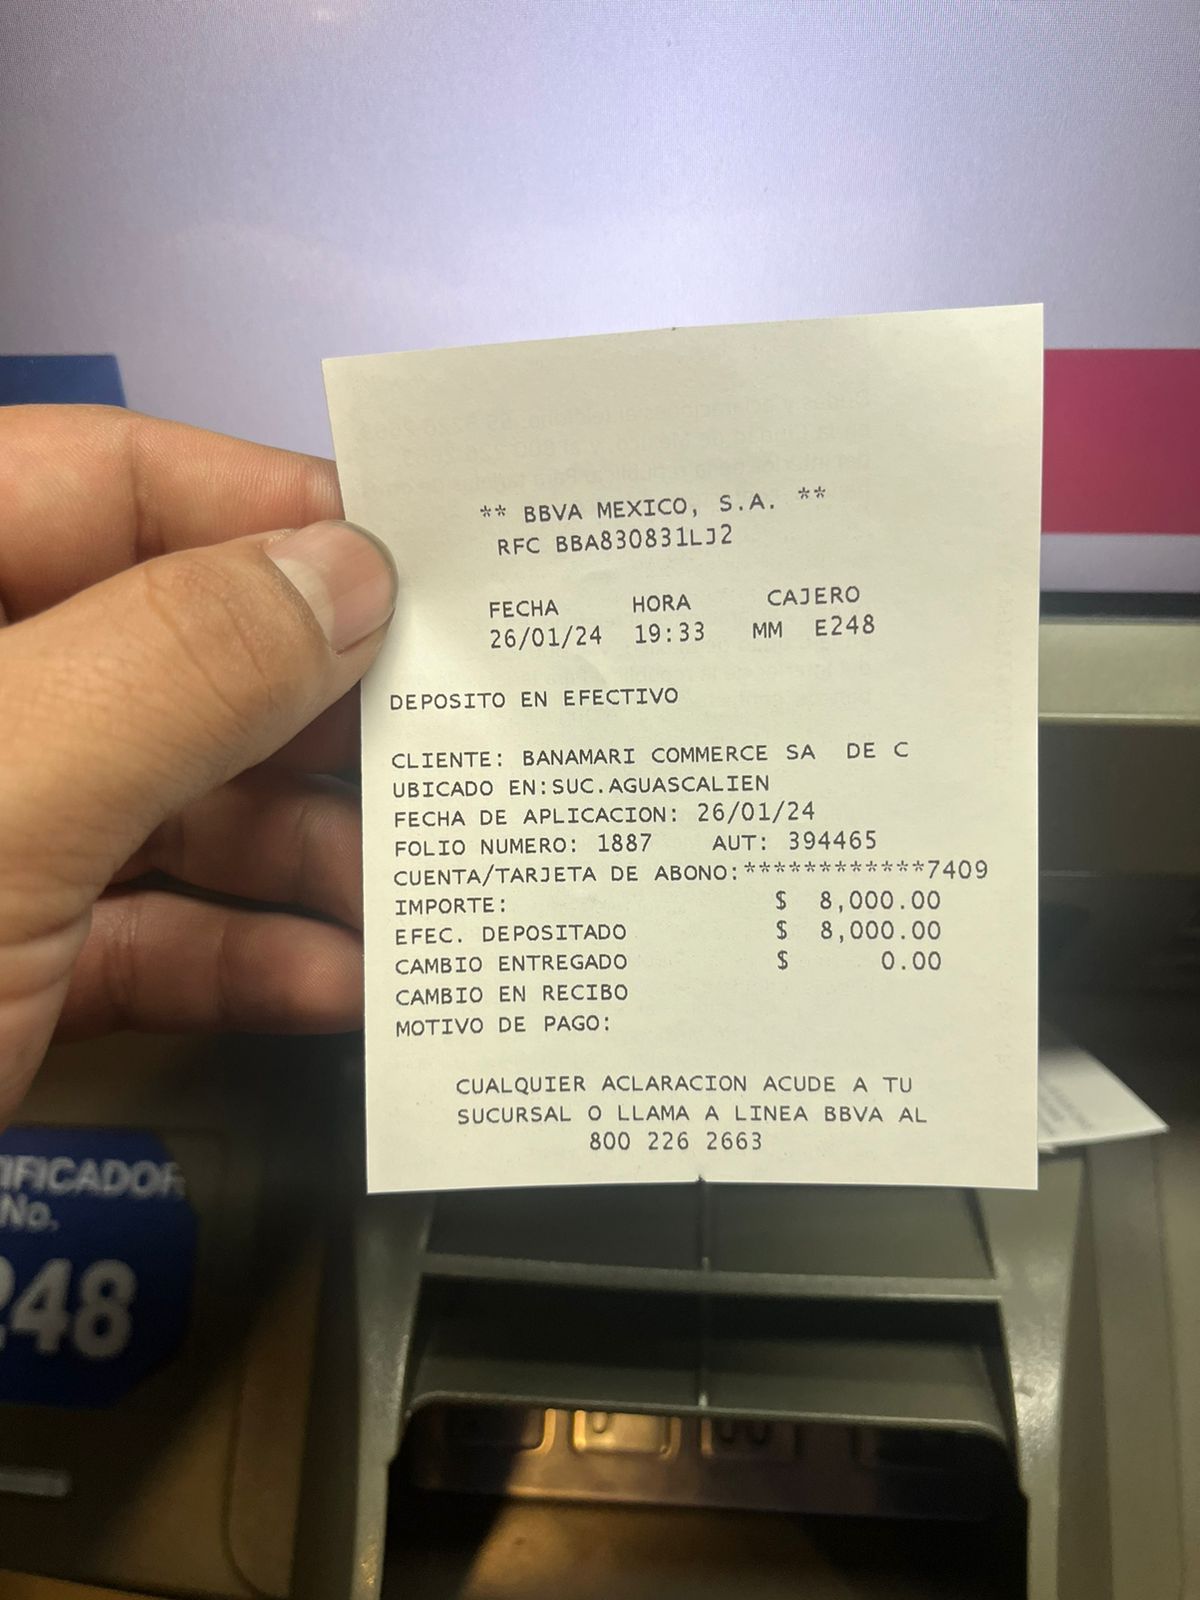 ** BBVA MEXICO, S.A. **
RFC BBA830831LJ2
FECHA HORA CAJERO
26/01/24 19:33 MM E248
DEPOSITO EN EFECTIVO
CLIENTE: BANAMARI COMMERCE SA DE C
UBICADO EN:SUC.AGUASCALIEN
FECHA DE APLICACION: 26/01/24
FOLIO NUMERO: 1887 AUT: 394465
CUENTA/TARJETA DE ABONO:************7409
IMPORTE: $ 8,000.00
EFEC. DEPOSITADO $ 8,000.00
CAMBIO ENTREGADO $ 0.00
CAMBIO EN RECIBO
MOTIVO DE PAGO:
CUALQUIER ACLARACION ACUDE A TU
SUCURSAL O LLAMA A LINEA BBVA AL
800 226 2663
TIFICADOR
No.
248